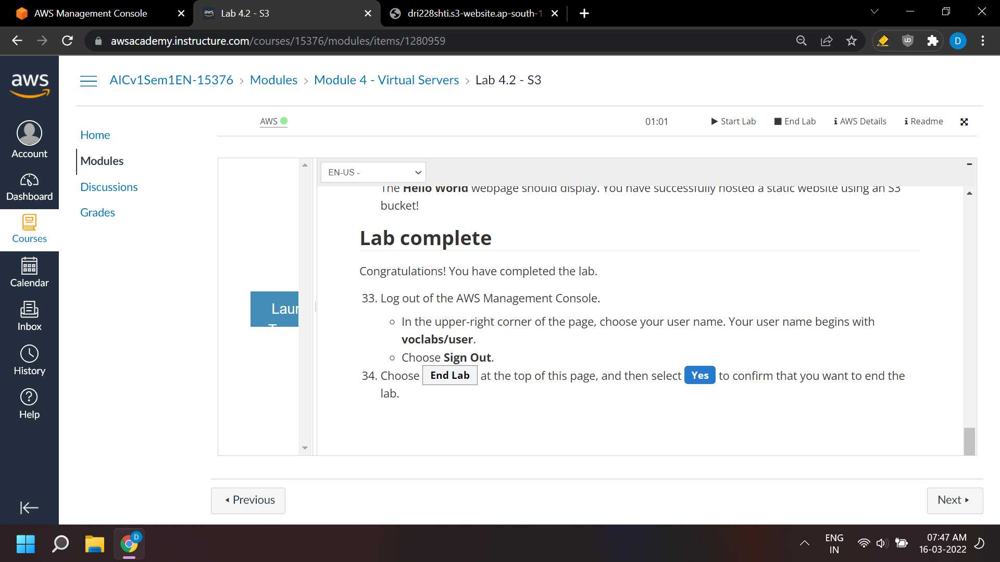 AWS Management Console
aws
Lab 4.2 - S3
dri228shti.s3-website.ap-south-1
awsacademy.instructure.com/courses/15376/modules/items/1280959
D
aws
AICv1Sem1EN-15376 > Modules > Module 4 - Virtual Servers > Lab 4.2 - S3
Account
Dashboard
Courses
Calendar
Inbox
History
Help
Home
Modules
Discussions
Grades
AWS
01:01
Start Lab
End Lab
AWS Details
Readme
EN-US -
The Hello World webpage should display. You have successfully hosted a static website using an S3
bucket!
Lab complete
Congratulations! You have completed the lab.
33. Log out of the AWS Management Console.
In the upper-right corner of the page, choose your user name. Your user name begins with
voclabs/user.
Choose Sign Out.
34. Choose End Lab at the top of this page, and then select Yes to confirm that you want to end the
lab.
Previous
Next
D
ENG
IN
07:47 AM
16-03-2022